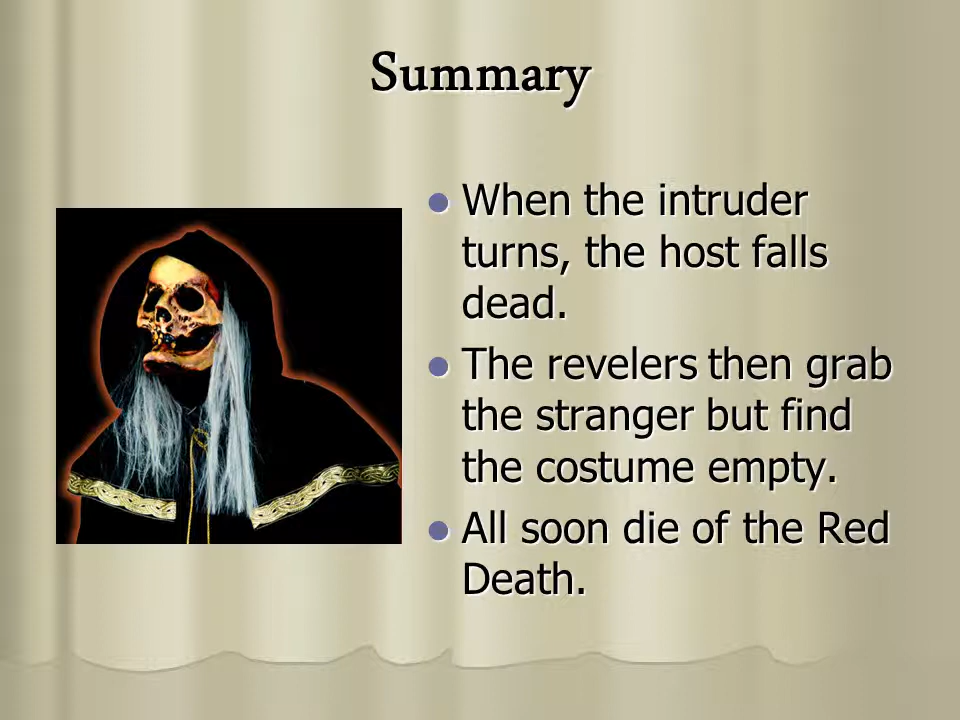 Summary
When the intruder
turns, the host falls
dead.
The revelers then grab
the stranger but find
the costume empty.
All soon die of the Red
Death.